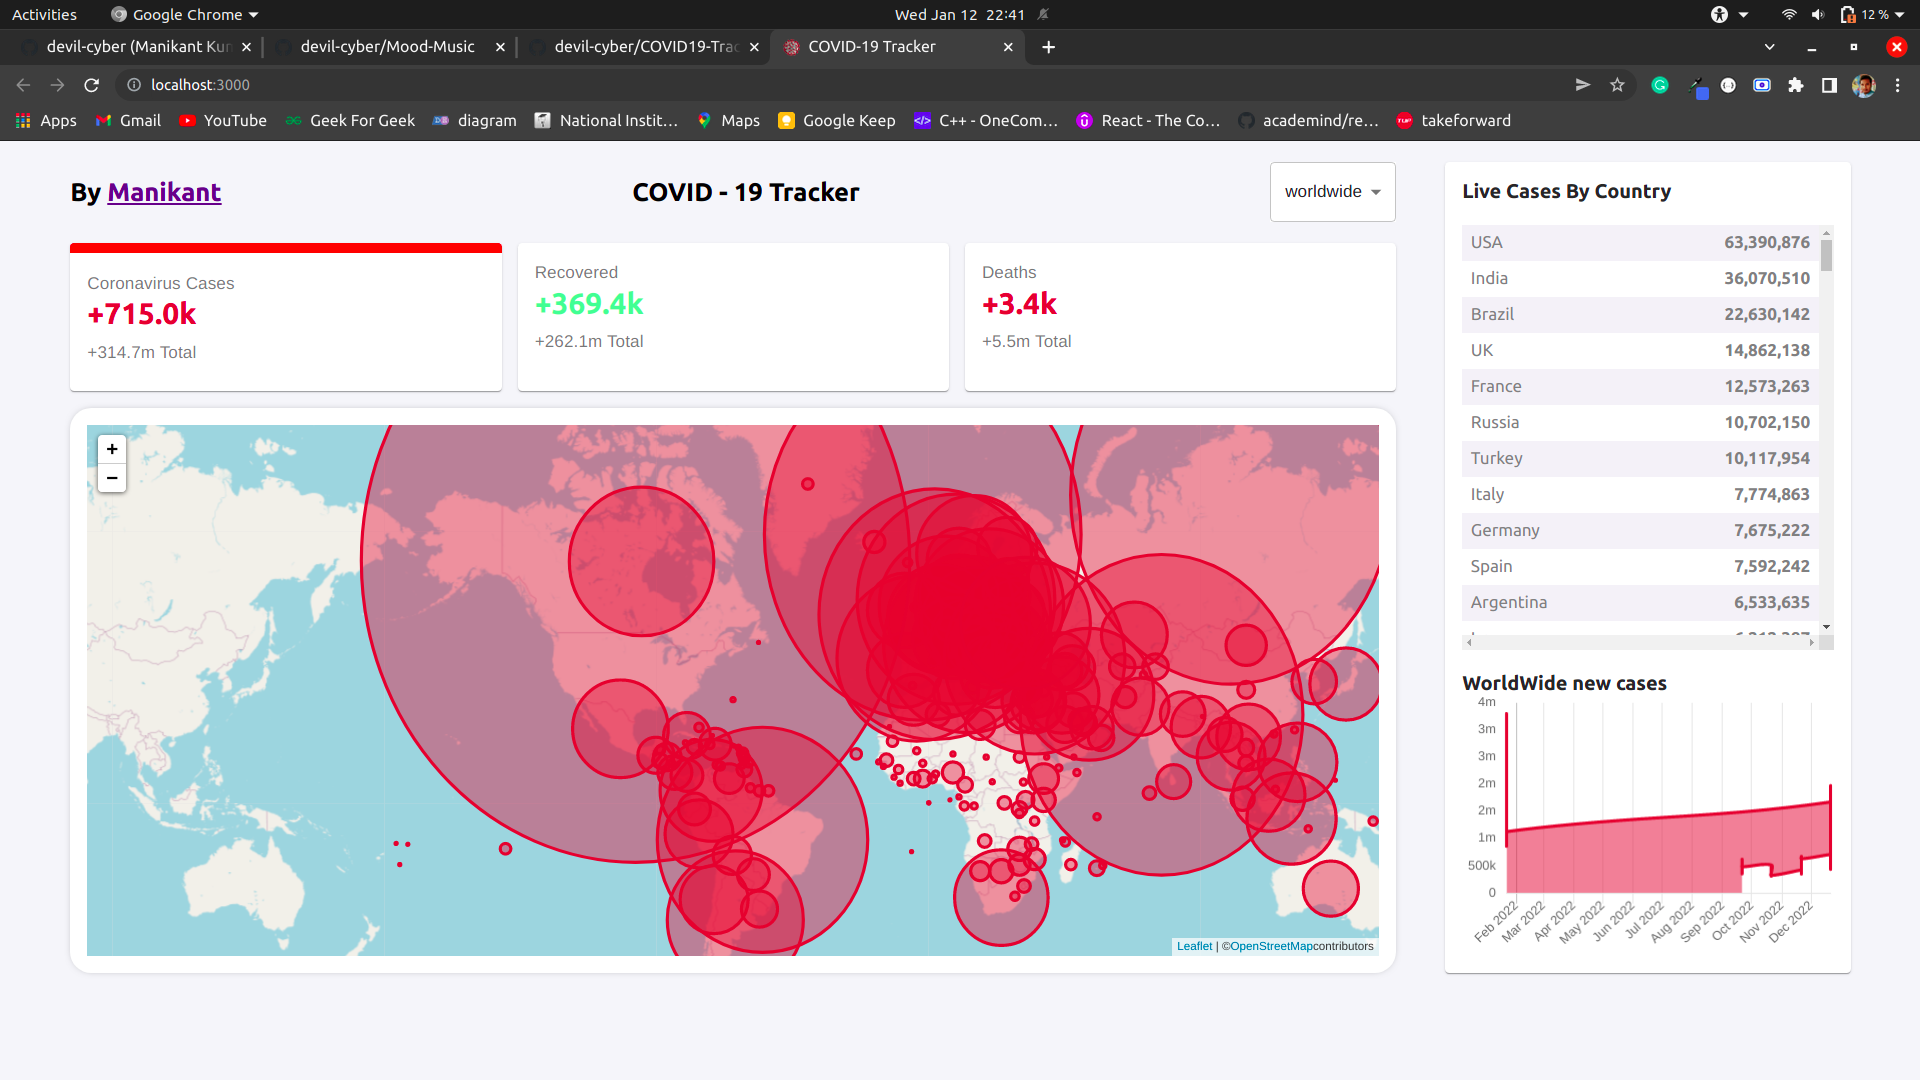 Activities Google Chrome Wed Jan 12 22:41 12 %
devil-cyber (Manikant Kun devil-cyber/Mood-Music devil-cyber/COVID19-Trac COVID-19 Tracker
localhost:3000
Apps Gmail YouTube Geek For Geek diagram National Instit… Maps Google Keep C++ - OneCom… React - The Co… academind/re… takeforward
By Manikant
COVID - 19 Tracker
worldwide
Coronavirus Cases
+715.0k
+314.7m Total
Recovered
+369.4k
+262.1m Total
Deaths
+3.4k
+5.5m Total
+
−
Leaflet | ©OpenStreetMapcontributors
Live Cases By Country
USA 63,390,876
India 36,070,510
Brazil 22,630,142
UK 14,862,138
France 12,573,263
Russia 10,702,150
Turkey 10,117,954
Italy 7,774,863
Germany 7,675,222
Spain 7,592,242
Argentina 6,533,635
WorldWide new cases
4m
3m
3m
2m
2m
1m
500k
0
Feb 2022 Mar 2022 Apr 2022 May 2022 Jun 2022 Jul 2022 Aug 2022 Sep 2022 Oct 2022 Nov 2022 Dec 2022